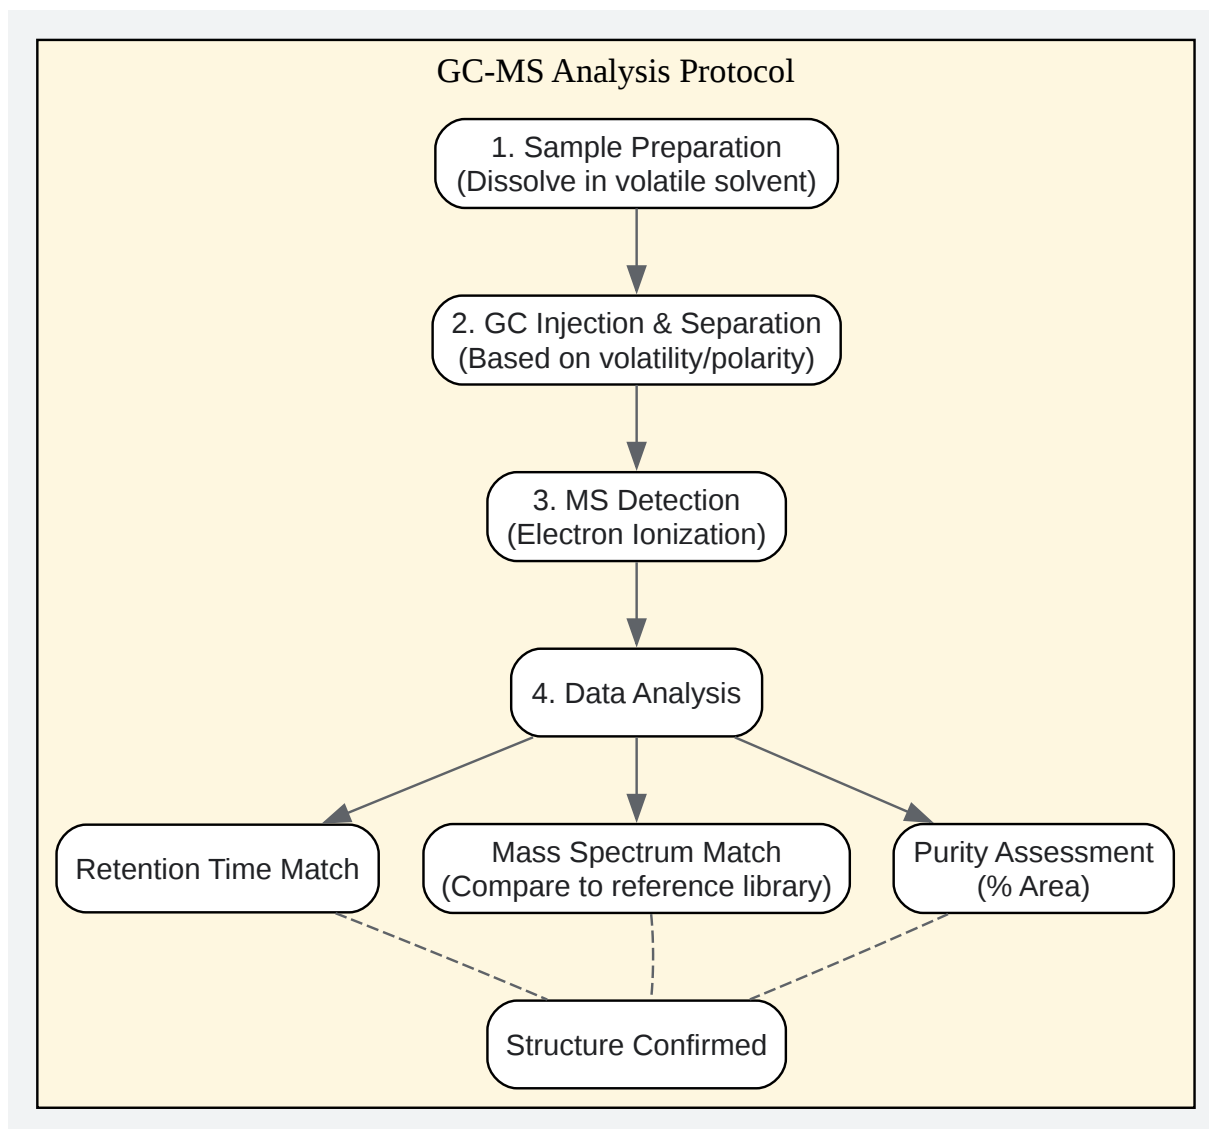 GC-MS Analysis Protocol
1. Sample Preparation
(Dissolve in volatile solvent)
2. GC Injection & Separation
(Based on volatility/polarity)
3. MS Detection
(Electron Ionization)
4. Data Analysis
Retention Time Match
Mass Spectrum Match
(Compare to reference library)
Purity Assessment
(% Area)
Structure Confirmed